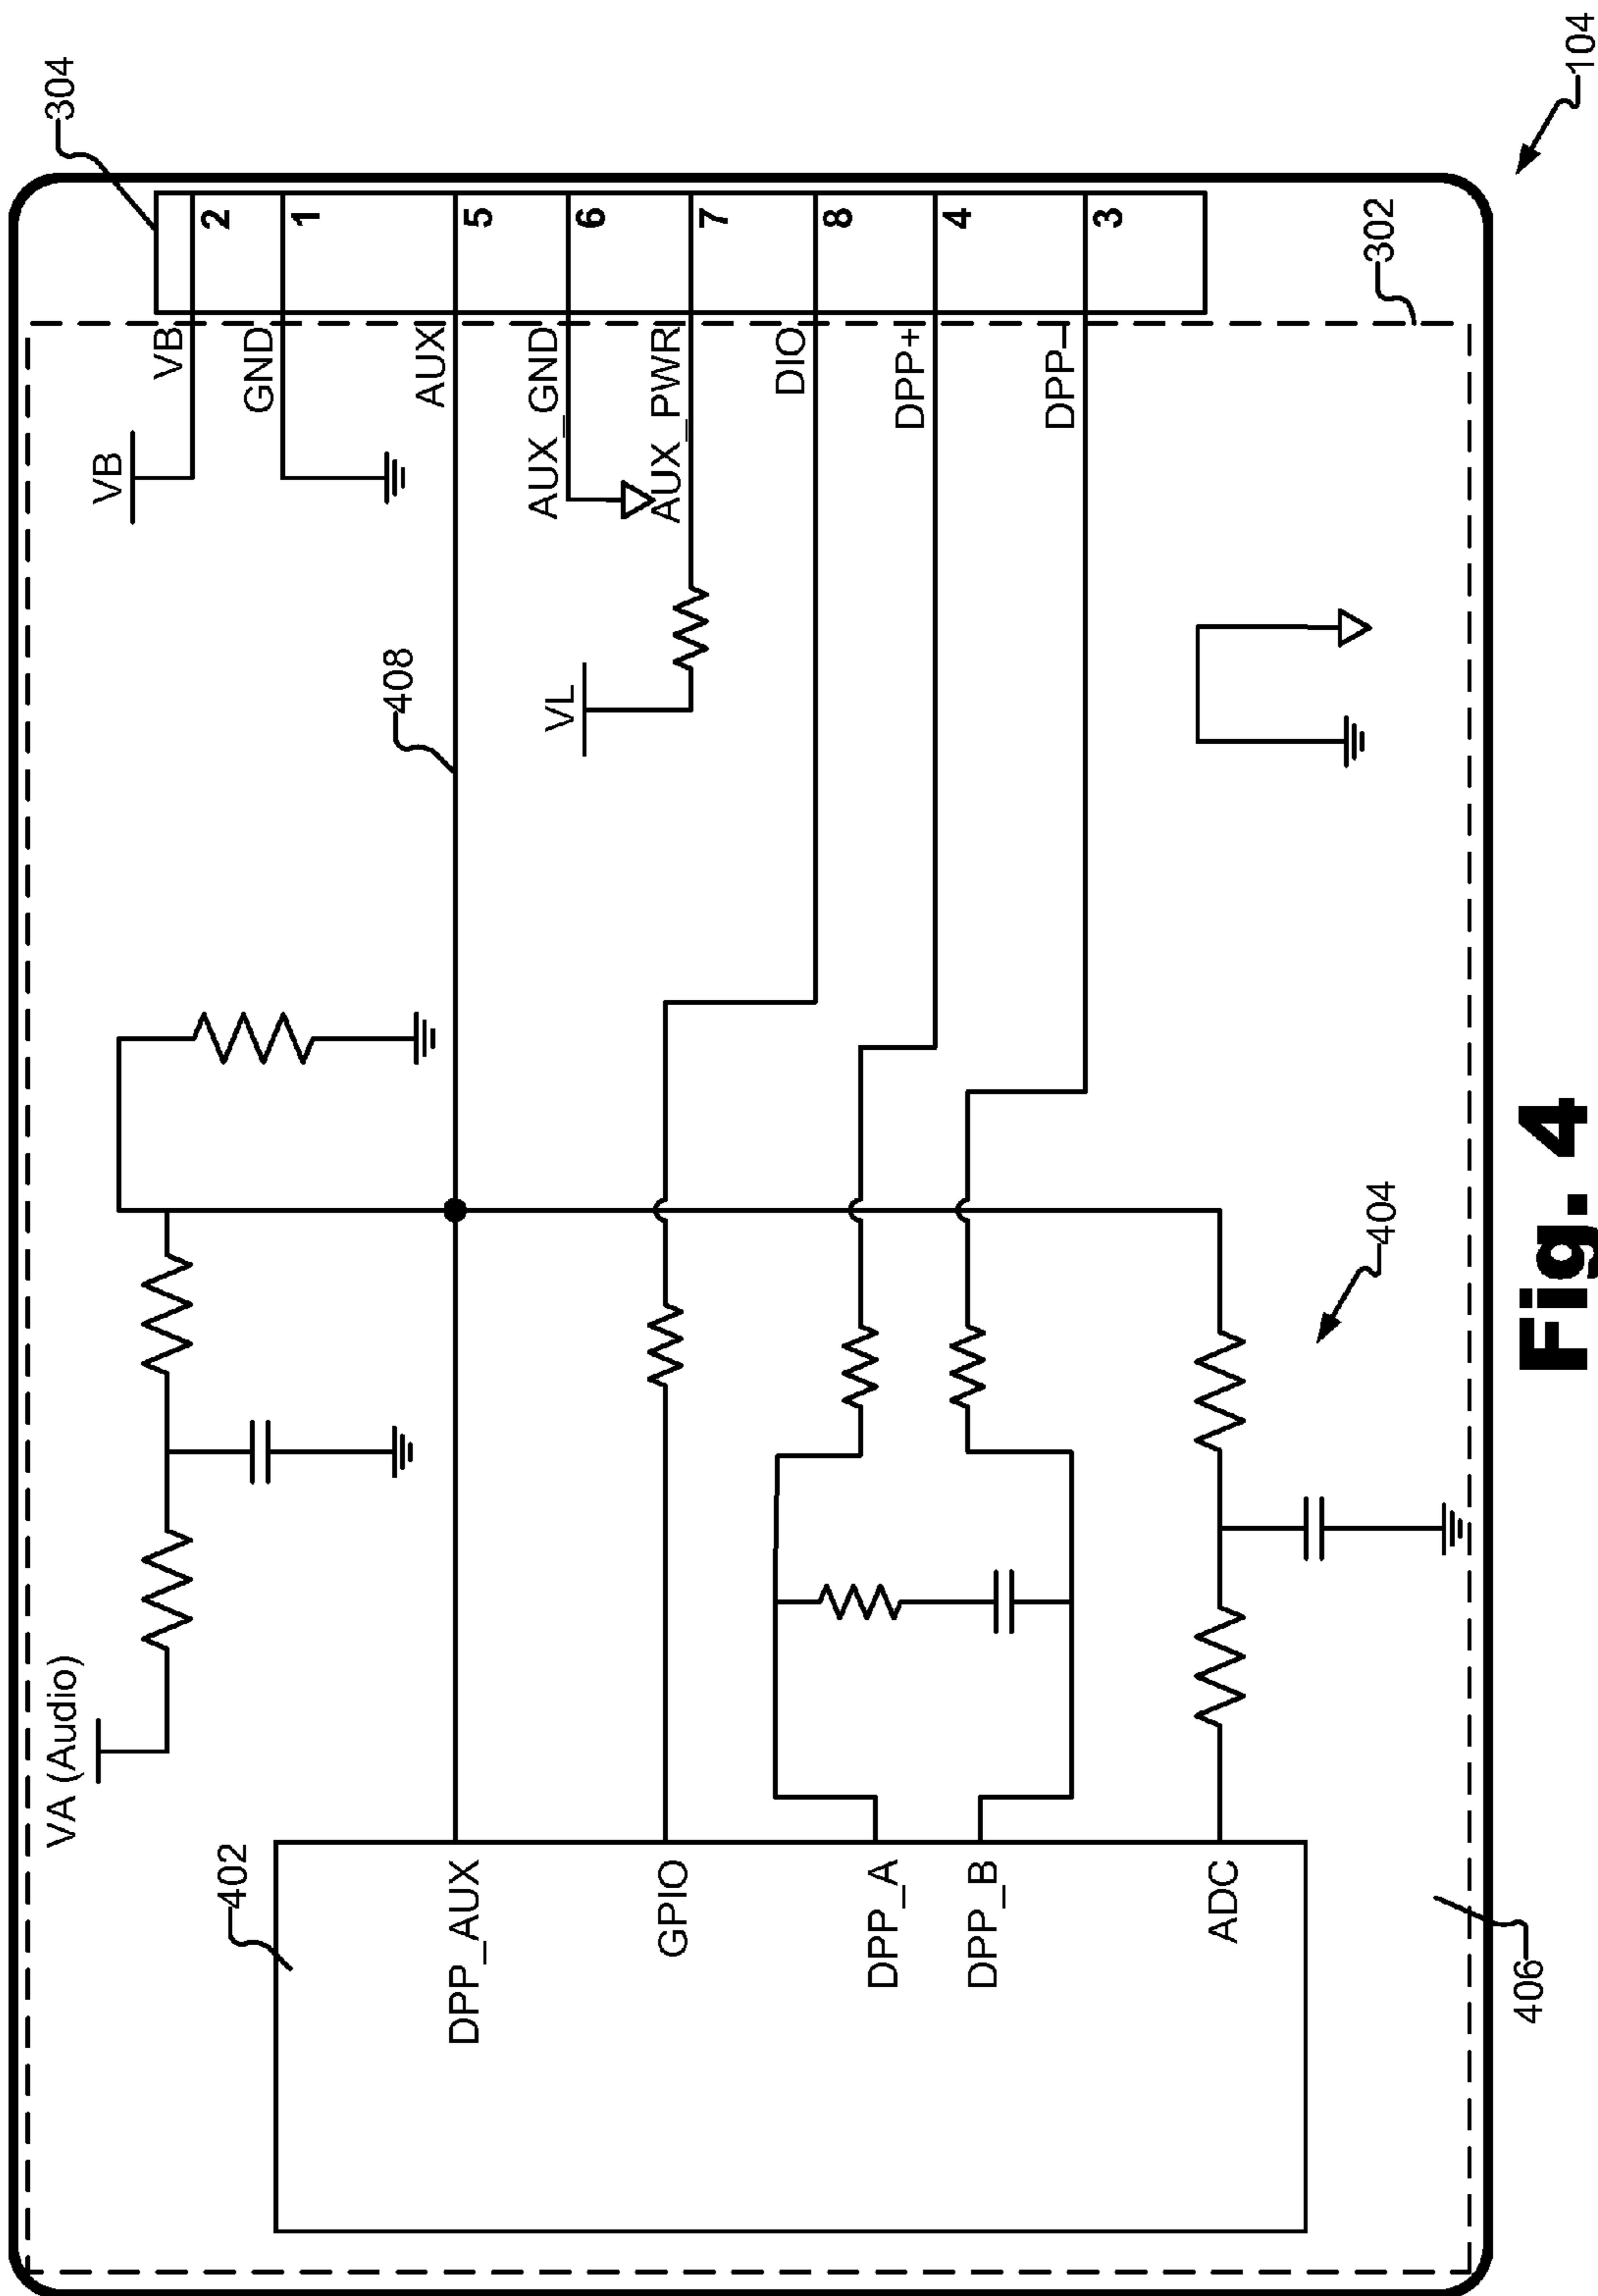 304
VA (Audio)
VB
VB
2
GND
1
402
408
DPP_AUX
AUX
5
AUX_GND
6
VL
AUX_PWR
7
GPIO
DIO
8
DPP_A
DPP+
4
DPP_B
DPP–
3
ADC
404
302
406
104
Fig. 4